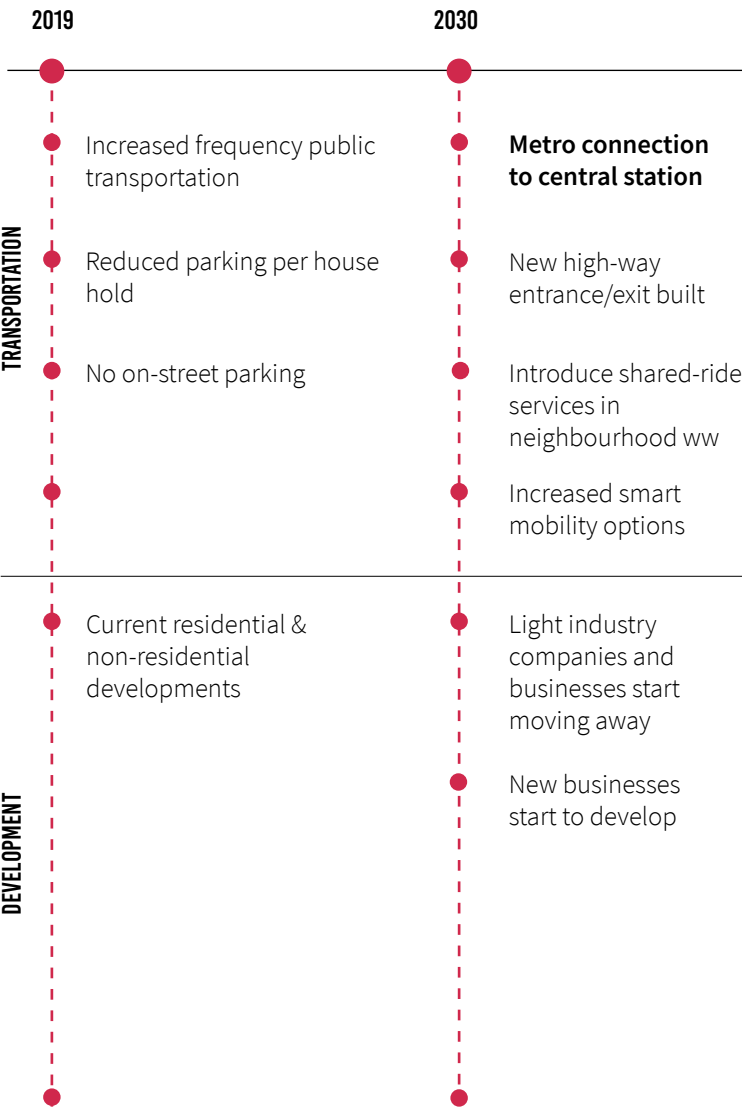 2019
2030
TRANSPORTATION
Increased frequency public
transportation
Reduced parking per house
hold
No on-street parking
Metro connection
to central station
New high-way
entrance/exit built
Introduce shared-ride
services in
neighbourhood ww
Increased smart
mobility options
DEVELOPMENT
Current residential &
non-residential
developments
Light industry
companies and
businesses start
moving away
New businesses
start to develop